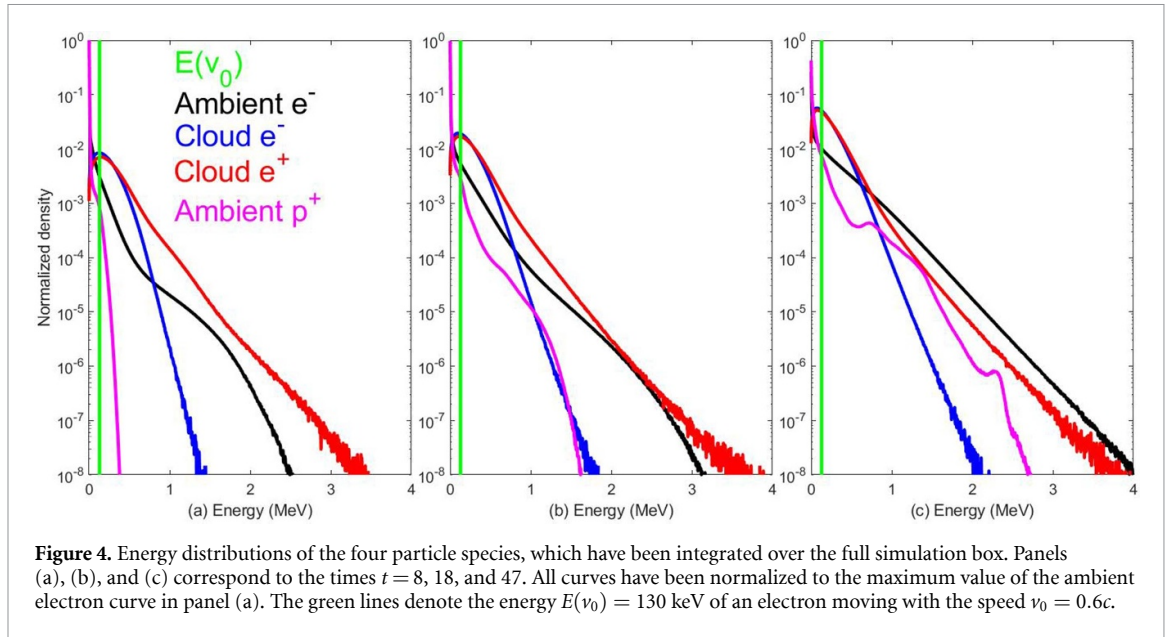 10^0
10^-1
10^-2
10^-3
10^-4
10^-5
10^-6
10^-7
10^-8
Normalized density
E(ν_0)
Ambient e^-
Cloud e^-
Cloud e^+
Ambient p^+
0 1 2 3 4
(a) Energy (MeV)
10^0
10^-1
10^-2
10^-3
10^-4
10^-5
10^-6
10^-7
10^-8
0 1 2 3 4
(b) Energy (MeV)
10^0
10^-1
10^-2
10^-3
10^-4
10^-5
10^-6
10^-7
10^-8
0 1 2 3 4
(c) Energy (MeV)
Figure 4. Energy distributions of the four particle species, which have been integrated over the full simulation box. Panels
(a), (b), and (c) correspond to the times t = 8, 18, and 47. All curves have been normalized to the maximum value of the ambient
electron curve in panel (a). The green lines denote the energy E(ν_0) = 130 keV of an electron moving with the speed ν_0 = 0.6c.